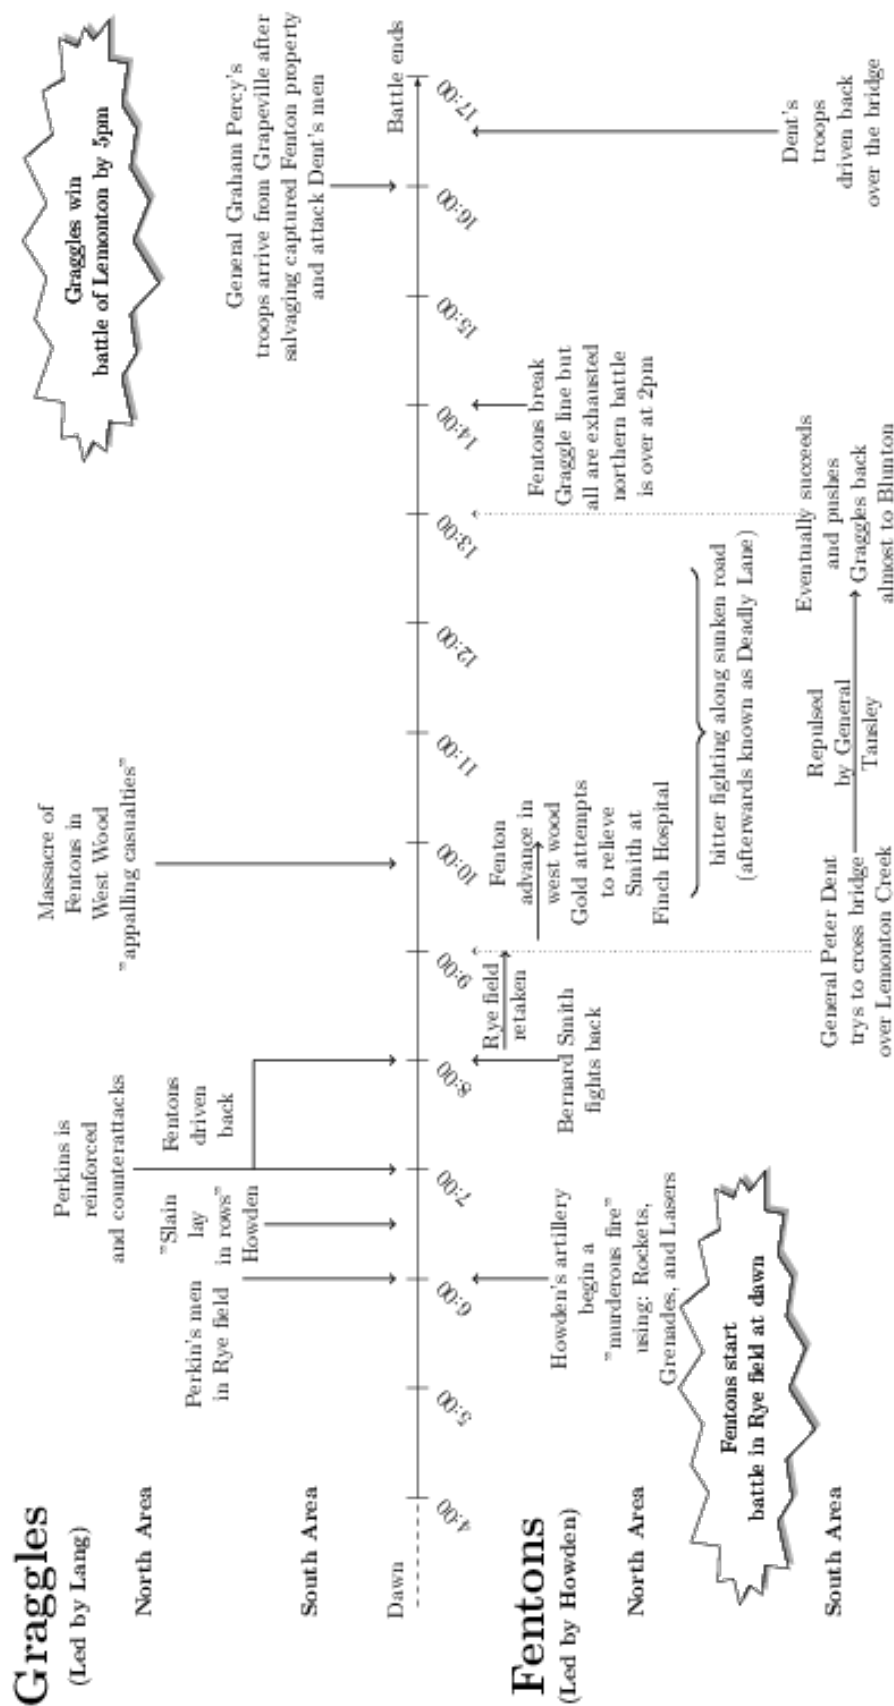 Graggles
(Led by Lang)
North Area
South Area
Perkin's men
in Rye field
"Slain
lay
in rows"
Howden
Perkins is
reinforced
and counterattacks
Fentons
driven
back
Massacre of
Fentons in
West Wood
"appalling casualties"
General Graham Percy's
troops arrive from Grapeville after
salvaging captured Fenton property
and attack Dent's men
Graggles win
battle of Lemonton by 5pm
Dawn
Battle ends
4:00
5:00
6:00
7:00
8:00
9:00
10:00
11:00
12:00
13:00
14:00
15:00
16:00
17:00
Fentons
(Led by Howden)
North Area
South Area
Fentons start
battle in Rye field at dawn
Howden's artillery
begin a
"murderous fire"
using: Rockets,
Grenades, and Lasers
Bernard Smith
fights back
Rye field
retaken
Fenton
advance in
west wood
Gold attempts
to relieve
Smith at
Finch Hospital
bitter fighting along sunken road
(afterwards known as Deadly Lane)
Fentons break
Graggle line but
all are exhausted
northern battle
is over at 2pm
General Peter Dent
trys to cross bridge
over Lemonton Creek
Repulsed
by General
Tansley
Eventually succeeds
and pushes
Graggles back
almost to Blunton
Dent's
troops
driven back
over the bridge